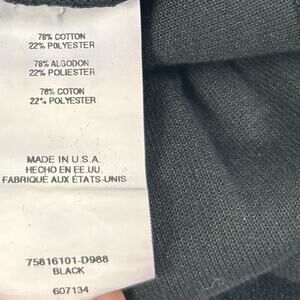 78% COTTON
22% POLYESTER
78% ALGODON
22% POLIESTER
78% COTON
22% POLYESTER
MADE IN U.S.A.
HECHO EN EE.UU.
FABRIQUÉ AUX ÉTATS-UNIS
75816101-D988
BLACK
607134